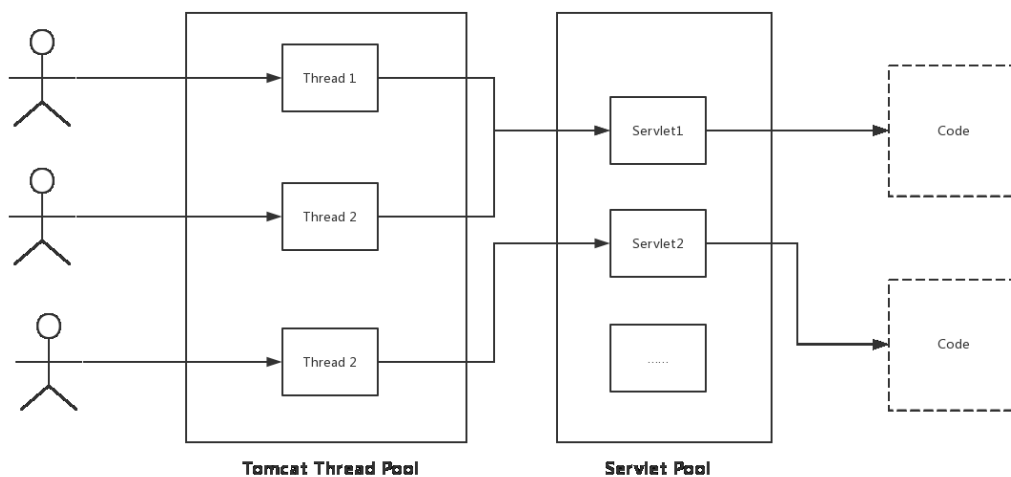 Thread 1
Servlet1
Code
Thread 2
Servlet2
Thread 2
......
Code
Tomcat Thread Pool
Servlet Pool